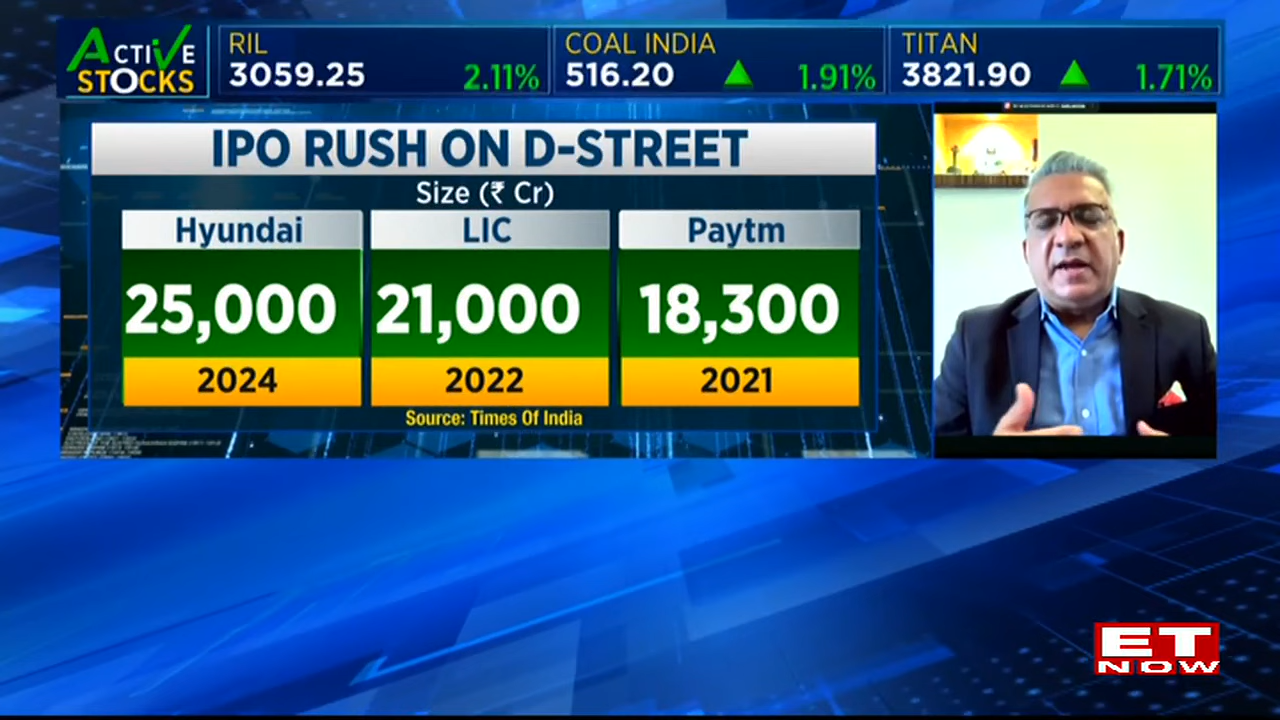 ACTIVE
STOCKS
RIL
3059.25 2.11%
COAL INDIA
516.20 1.91%
TITAN
3821.90 1.71%
IPO RUSH ON D-STREET
Size (₹ Cr)
Hyundai LIC Paytm
25,000 21,000 18,300
2024 2022 2021
Source: Times Of India
ET
NOW